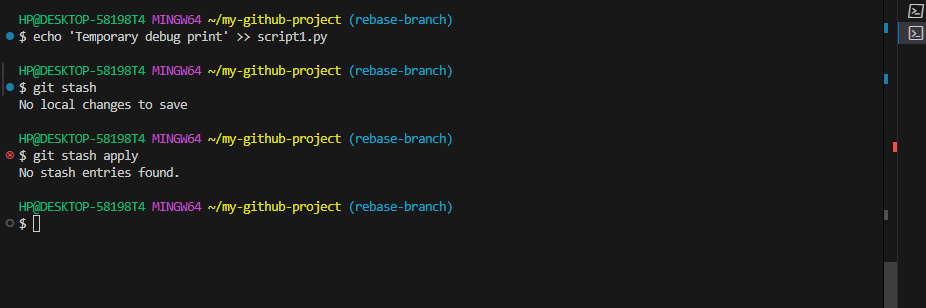 HP@DESKTOP-58198T4 MINGW64 ~/my-github-project (rebase-branch)
$ echo 'Temporary debug print' >> script1.py
HP@DESKTOP-58198T4 MINGW64 ~/my-github-project (rebase-branch)
$ git stash
No local changes to save
HP@DESKTOP-58198T4 MINGW64 ~/my-github-project (rebase-branch)
$ git stash apply
No stash entries found.
HP@DESKTOP-58198T4 MINGW64 ~/my-github-project (rebase-branch)
$